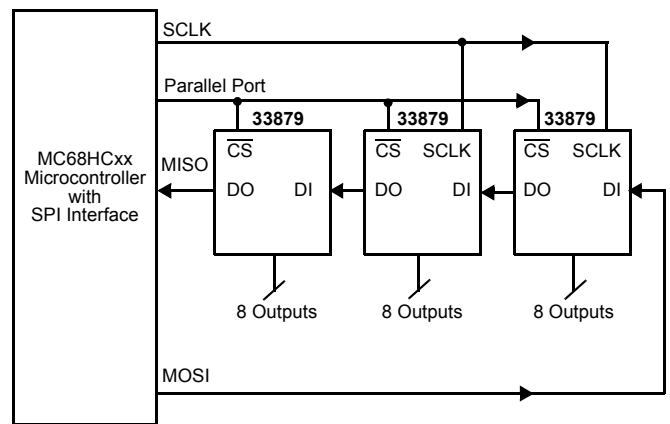 SCLK
Parallel Port
33879 33879 33879
CS CS SCLK CS SCLK
MC68HCxx
Microcontroller
with
SPI Interface
MISO
DO DI DO DI DO DI
8 Outputs 8 Outputs 8 Outputs
MOSI